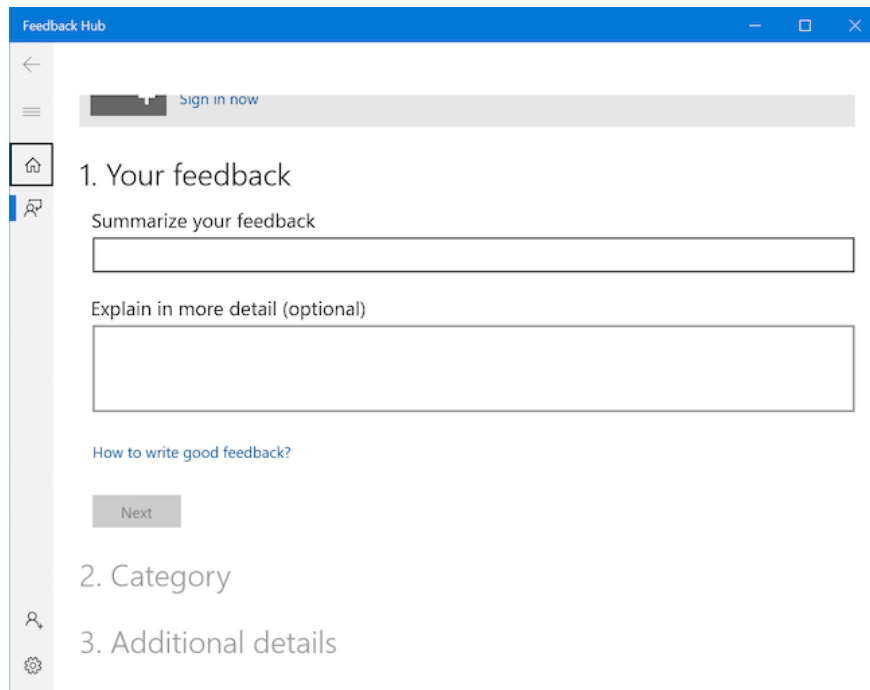 Feedback Hub
Sign in now
1. Your feedback
Summarize your feedback
Explain in more detail (optional)
How to write good feedback?
Next
2. Category
3. Additional details